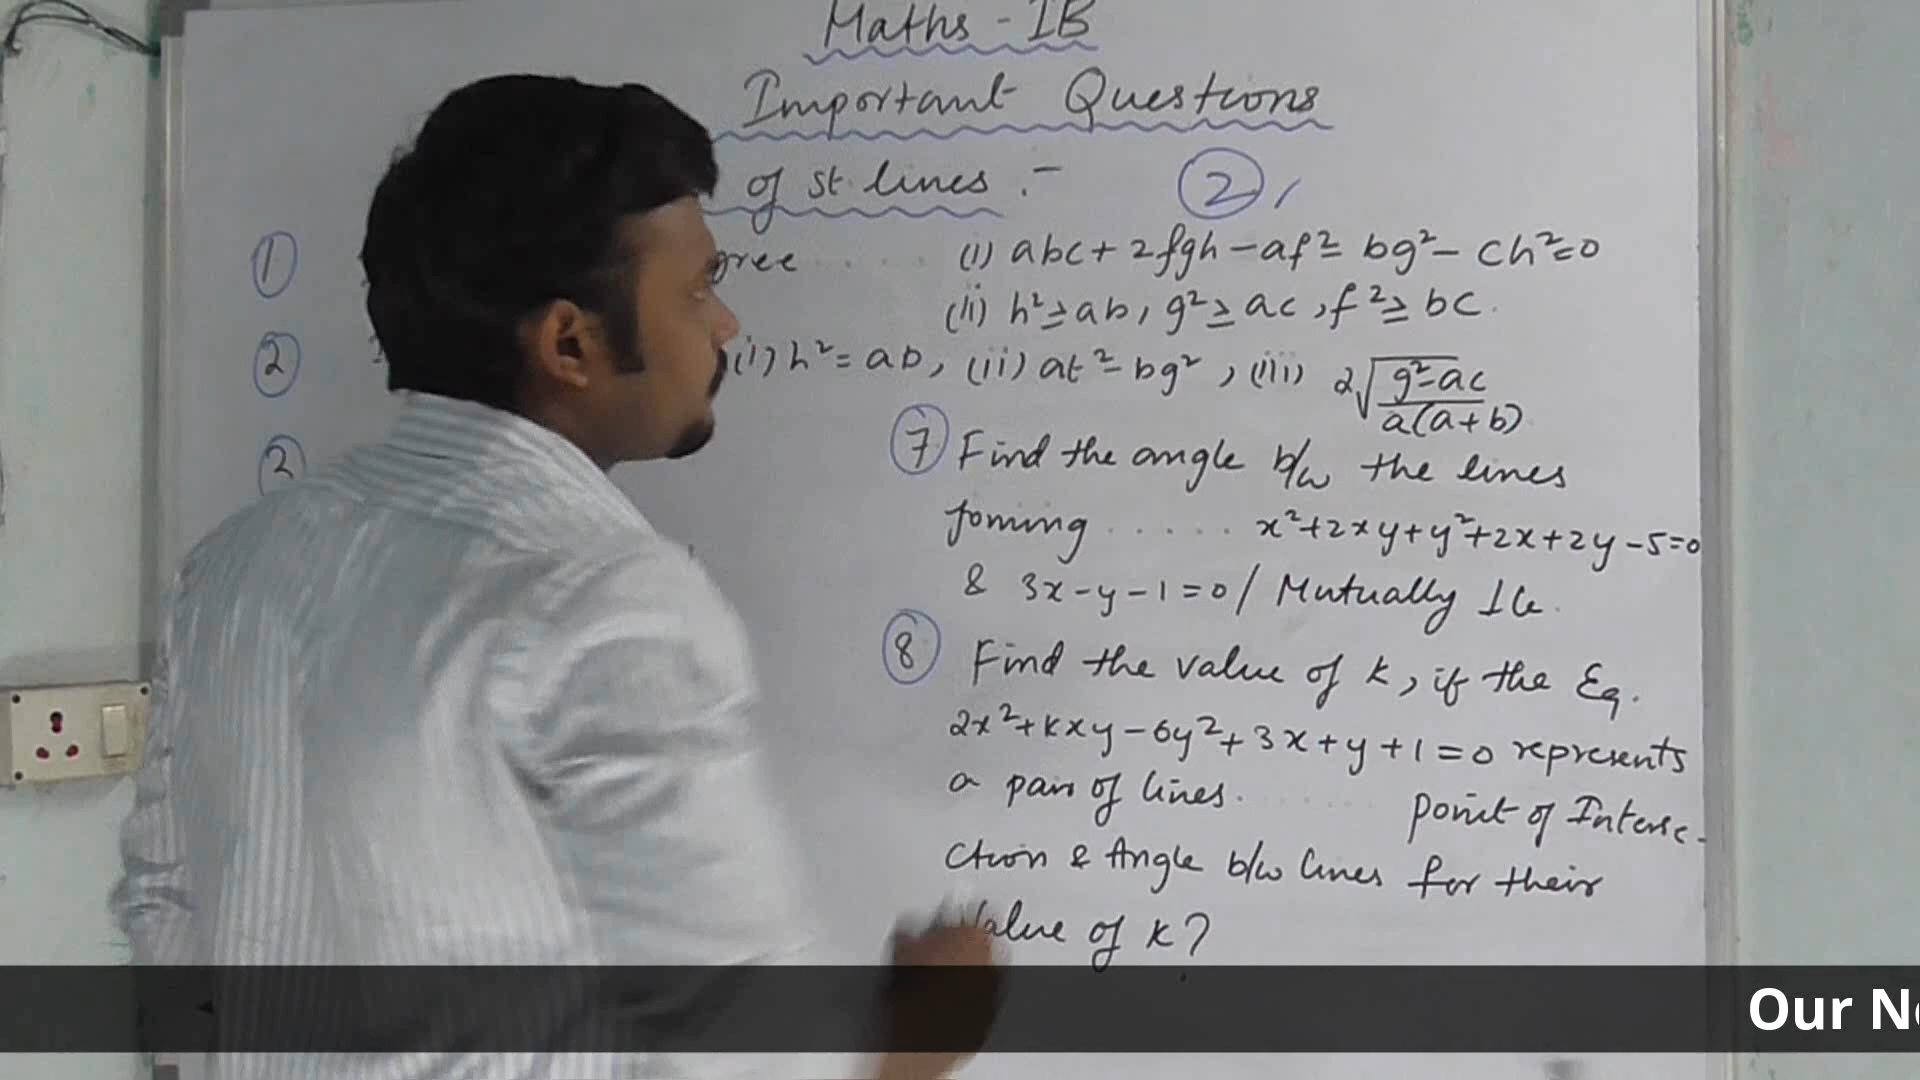 Maths - IB
Important Questions
of st. lines :-
2
1
gree ..... (i) abc + 2fgh - af² = bg² - ch² = 0
(ii) h² ≥ ab, g² ≥ ac, f² ≥ bc.
2
(i) h² = ab, (ii) af² = bg², (iii) 2√(g²-ac)/a(a+b)
7 Find the angle b/w the lines
2
Joming ..... x²+2xy+y²+2x+2y-5=0
& 3x-y-1=0 / Mutually
8 Find the value of k, if the Eq.
2x²+kxy-6y²+3x+y+1=0 represents
a pair of lines. ..... point of Interse-
ction & Angle b/w lines for their
Value of k?
Our